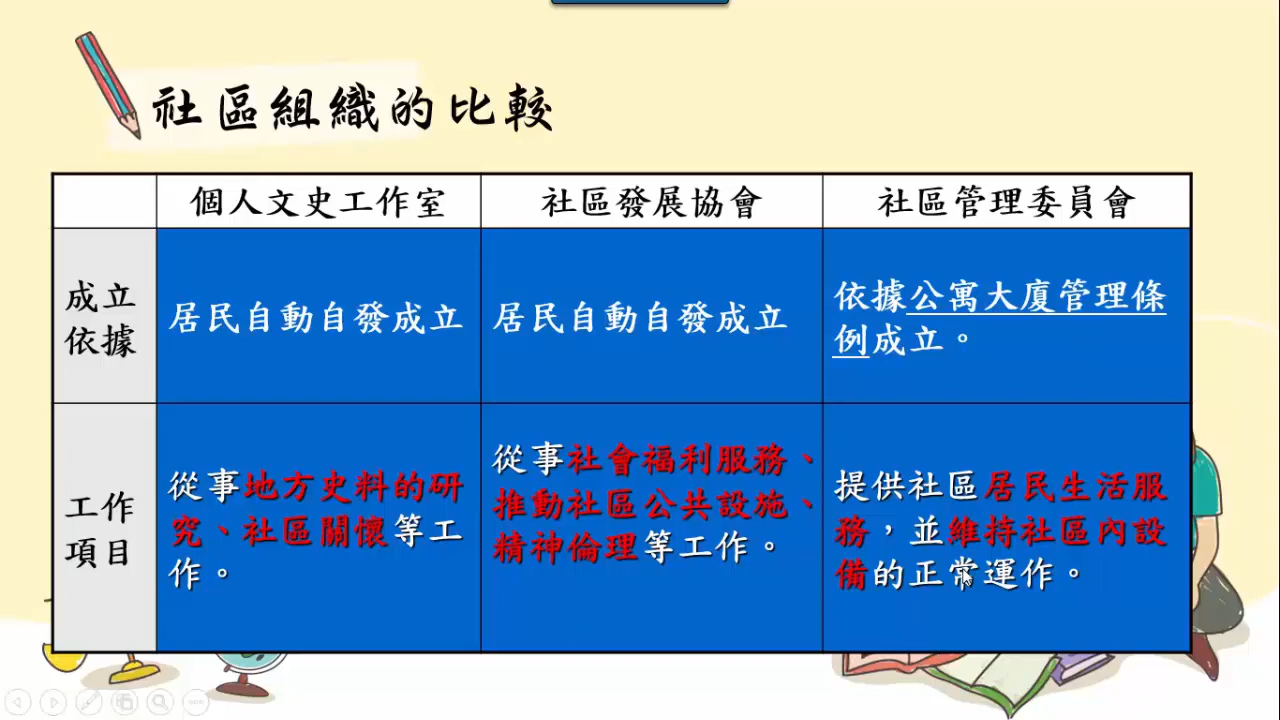 社區組織的比較
個人文史工作室
社區發展協會
社區管理委員會
成立
依據
居民自動自發成立
居民自動自發成立
依據公寓大廈管理條
例成立。
工作
項目
從事地方史料的研
究、社區關懷等工
作。
從事社會福利服務、
推動社區公共設施、
精神倫理等工作。
提供社區居民生活服
務，並維持社區內設
備的正常運作。